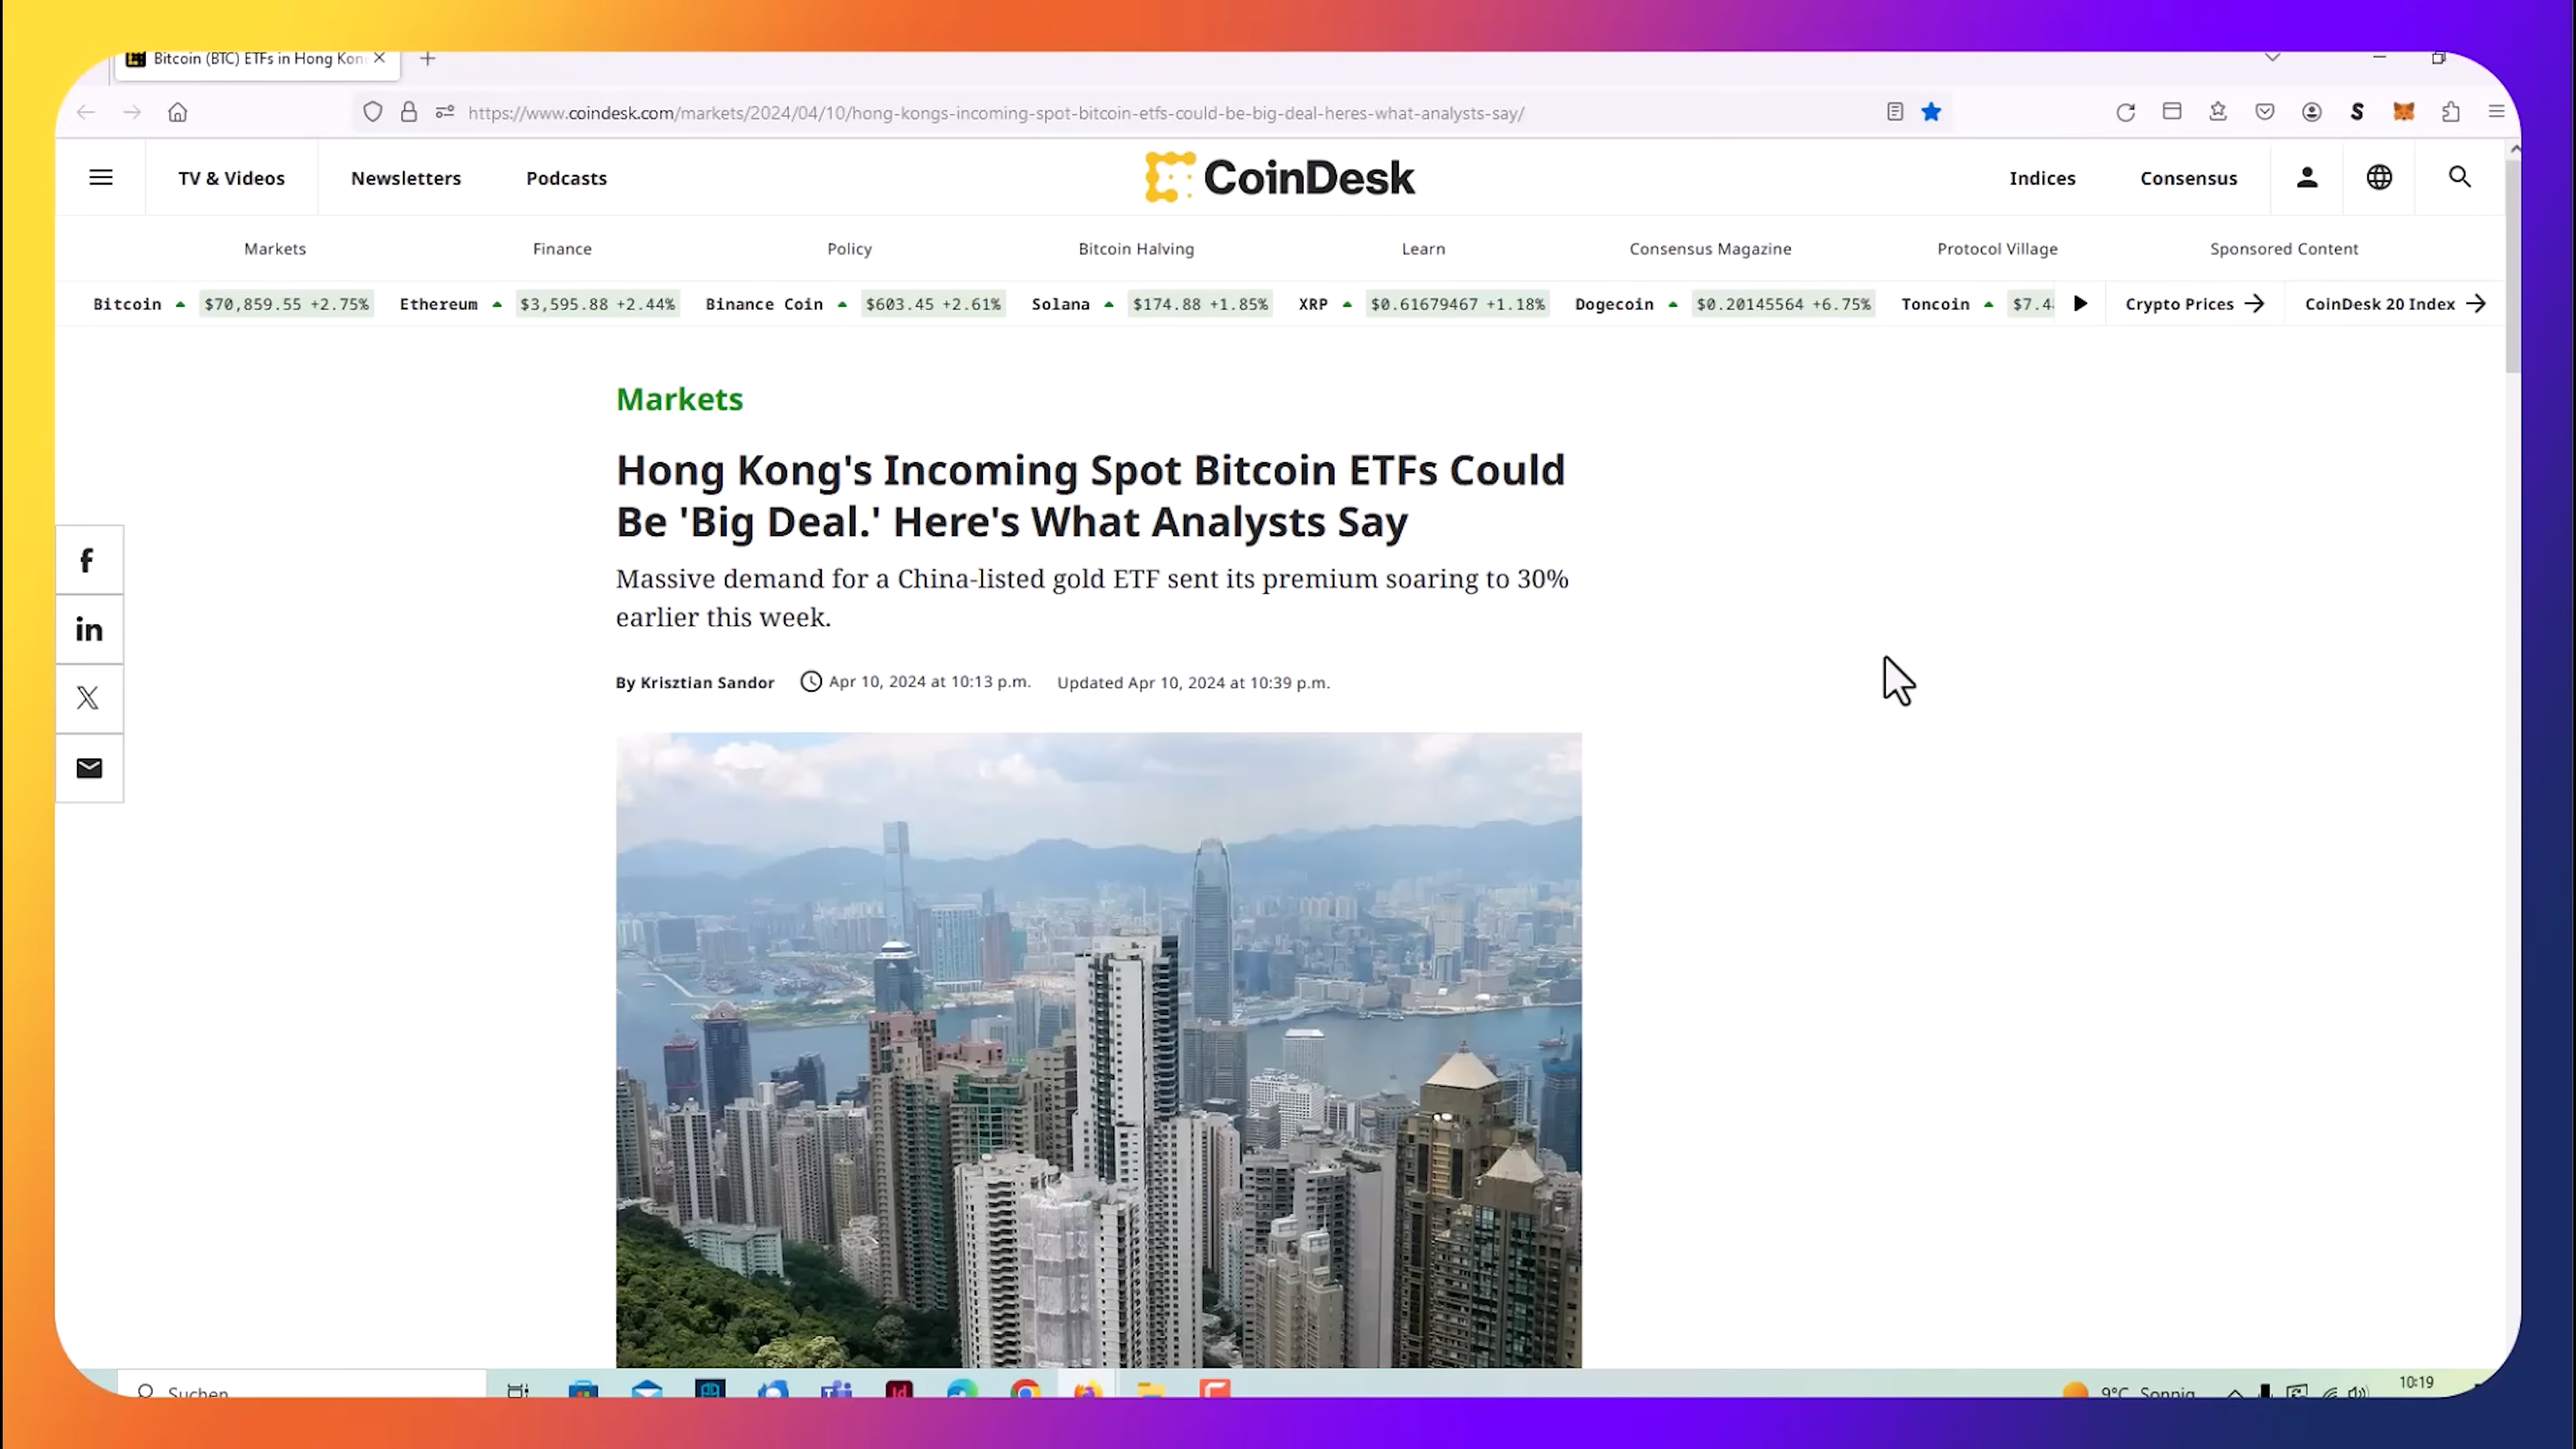 Bitcoin (BTC) ETFs in Hong Kon
https://www.coindesk.com/markets/2024/04/10/hong-kongs-incoming-spot-bitcoin-etfs-could-be-big-deal-heres-what-analysts-say/
TV & Videos Newsletters Podcasts CoinDesk Indices Consensus
Markets Finance Policy Bitcoin Halving Learn Consensus Magazine Protocol Village Sponsored Content
Bitcoin $70,859.55 +2.75% Ethereum $3,595.88 +2.44% Binance Coin $603.45 +2.61% Solana $174.88 +1.85% XRP $0.61679467 +1.18% Dogecoin $0.20145564 +6.75% Toncoin $7.4 Crypto Prices CoinDesk 20 Index
Markets
Hong Kong's Incoming Spot Bitcoin ETFs Could
Be 'Big Deal.' Here's What Analysts Say
Massive demand for a China-listed gold ETF sent its premium soaring to 30%
earlier this week.
By Krisztian Sandor Apr 10, 2024 at 10:13 p.m. Updated Apr 10, 2024 at 10:39 p.m.
f
in
X
Suchen Id 9°C Sonnig 10:19